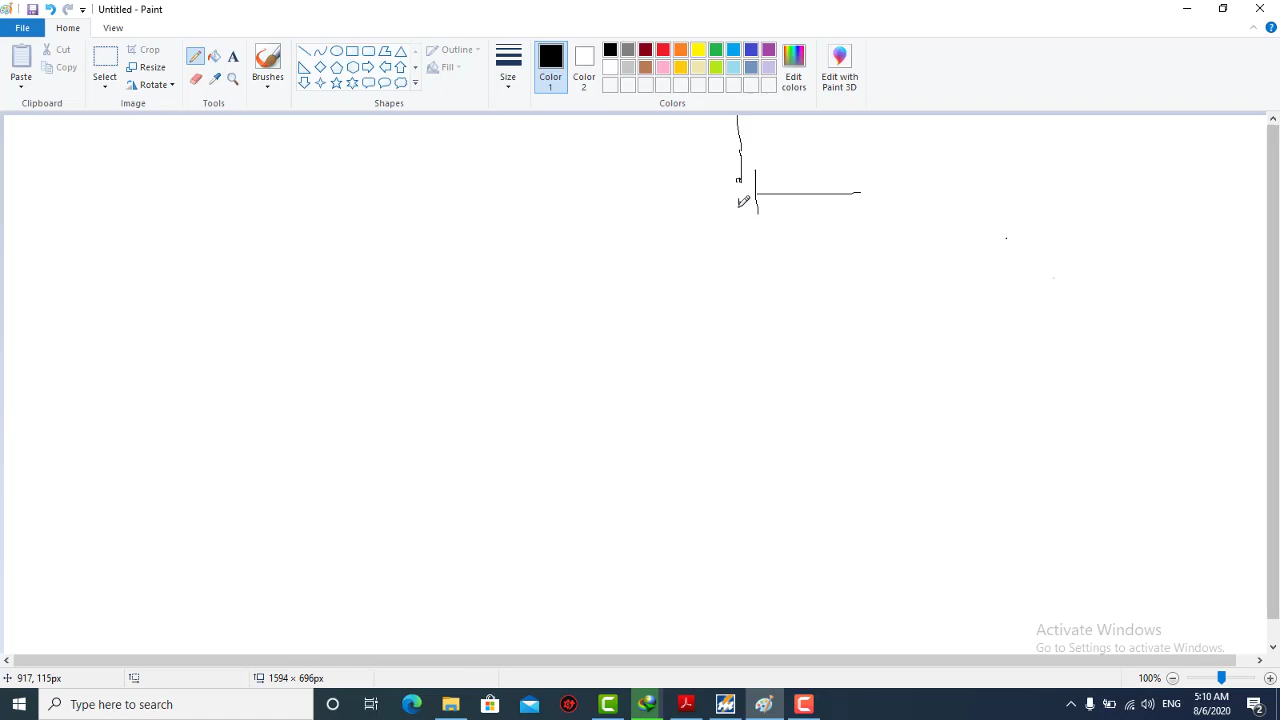 Untitled - Paint
File
Home
View
Paste
Cut
Copy
Clipboard
Select
Crop
Resize
Rotate
Image
Tools
Brushes
Shapes
Outline
Fill
Size
Color
1
Color
2
Colors
Edit
colors
Edit with
Paint 3D
Activate Windows
Go to Settings to activate Windows.
917, 115px
1594 × 696px
100%
Type here to search
ENG
5:10 AM
8/6/2020
2